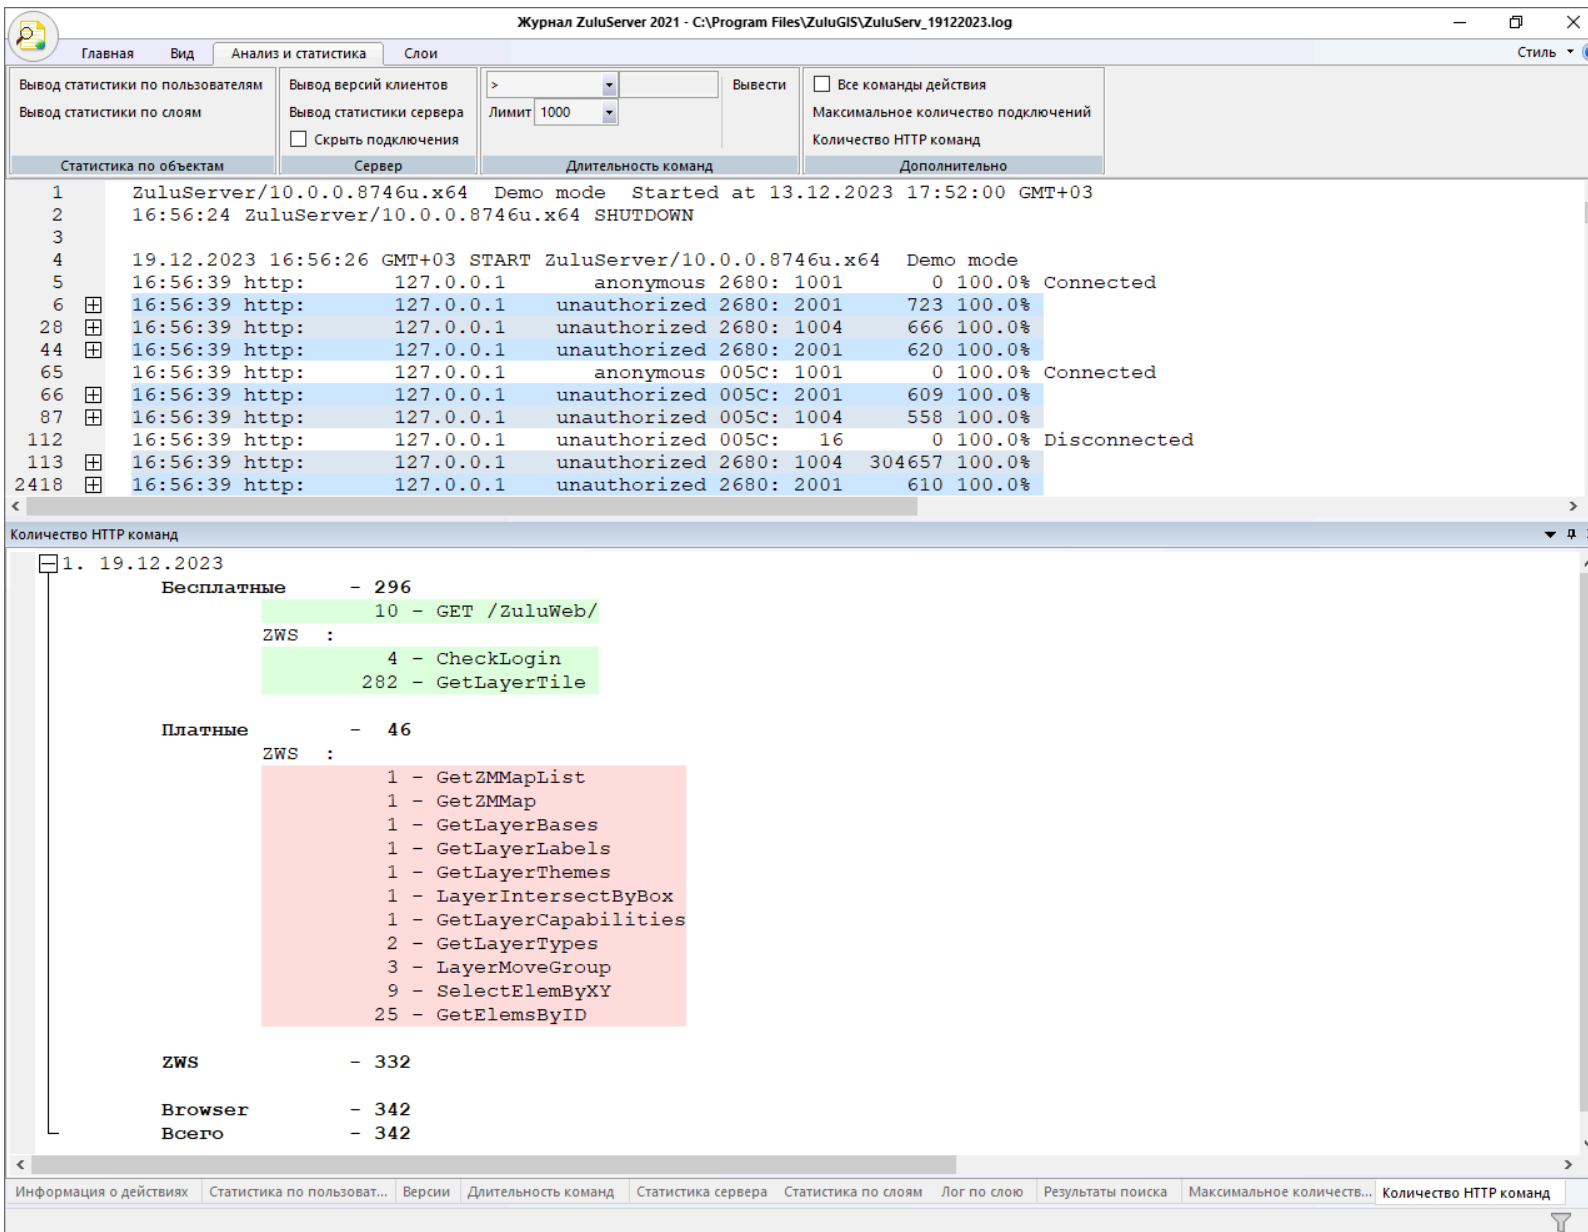 Журнал ZuluServer 2021 - C:\Program Files\ZuluGIS\ZuluServ_19122023.log
Главная Вид Анализ и статистика Слои Стиль
Вывод статистики по пользователям Вывод версий клиентов > Вывести Все команды действия
Вывод статистики по слоям Вывод статистики сервера Лимит 1000 Максимальное количество подключений
Скрыть подключения Количество HTTP команд
Статистика по объектам Сервер Длительность команд Дополнительно
1 ZuluServer/10.0.0.8746u.x64 Demo mode Started at 13.12.2023 17:52:00 GMT+03
2 16:56:24 ZuluServer/10.0.0.8746u.x64 SHUTDOWN
3
4 19.12.2023 16:56:26 GMT+03 START ZuluServer/10.0.0.8746u.x64 Demo mode
5 16:56:39 http: 127.0.0.1 anonymous 2680: 1001 0 100.0% Connected
6 16:56:39 http: 127.0.0.1 unauthorized 2680: 2001 723 100.0%
28 16:56:39 http: 127.0.0.1 unauthorized 2680: 1004 666 100.0%
44 16:56:39 http: 127.0.0.1 unauthorized 2680: 2001 620 100.0%
65 16:56:39 http: 127.0.0.1 anonymous 005C: 1001 0 100.0% Connected
66 16:56:39 http: 127.0.0.1 unauthorized 005C: 2001 609 100.0%
87 16:56:39 http: 127.0.0.1 unauthorized 005C: 1004 558 100.0%
112 16:56:39 http: 127.0.0.1 unauthorized 005C: 16 0 100.0% Disconnected
113 16:56:39 http: 127.0.0.1 unauthorized 2680: 1004 304657 100.0%
2418 16:56:39 http: 127.0.0.1 unauthorized 2680: 2001 610 100.0%
Количество HTTP команд
1. 19.12.2023
Бесплатные - 296
10 - GET /ZuluWeb/
ZWS :
4 - CheckLogin
282 - GetLayerTile
Платные - 46
ZWS :
1 - GetZMMapList
1 - GetZMMap
1 - GetLayerBases
1 - GetLayerLabels
1 - GetLayerThemes
1 - LayerIntersectByBox
1 - GetLayerCapabilities
2 - GetLayerTypes
3 - LayerMoveGroup
9 - SelectElemByXY
25 - GetElemsByID
ZWS - 332
Browser - 342
Всего - 342
Информация о действиях Статистика по пользоват... Версии Длительность команд Статистика сервера Статистика по слоям Лог по слою Результаты поиска Максимальное количеств... Количество HTTP команд